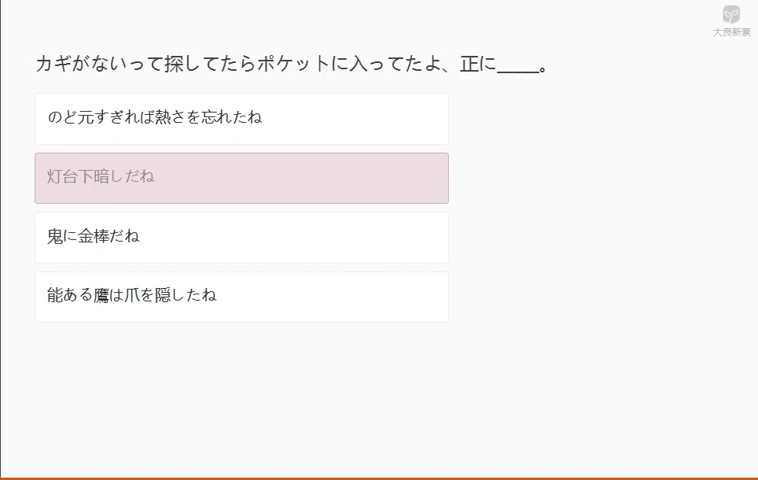 大良新寨
カギがないって探してたらポケットに入ってたよ、正に_____。
のど元すぎれば熱さを忘れたね
灯台下暗しだね
鬼に金棒だね
能ある鷹は爪を隠したね